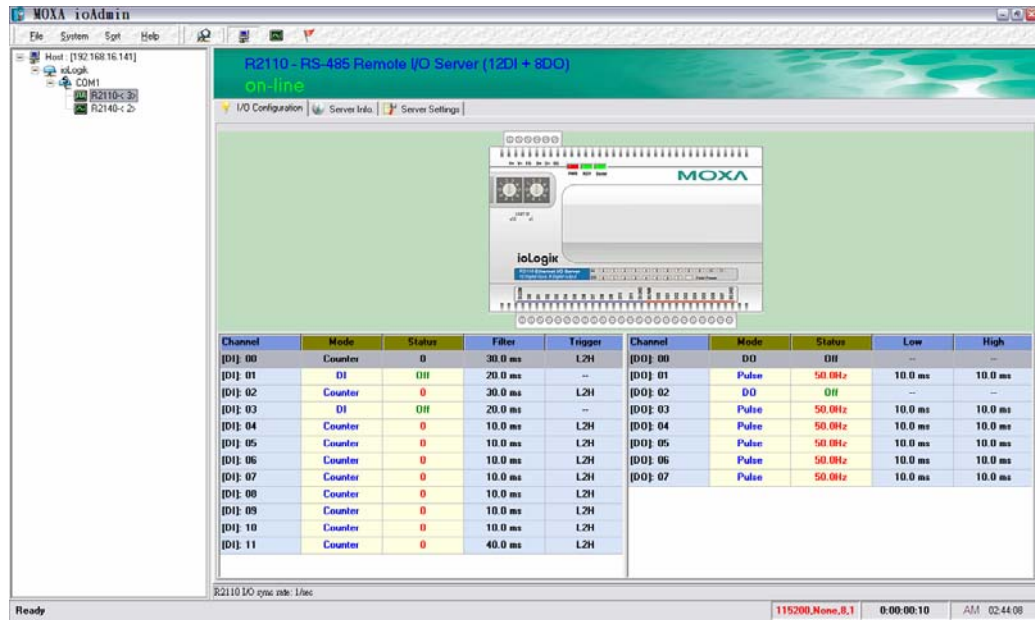 MOXA ioAdmin
File System Sort Help
Host : [192.168.16.141]
ioLogik
COM1
R2110-< 3>
R2140-< 2>
R2110 - RS-485 Remote I/O Server (12DI + 8DO)
on-line
I/O Configuration Server Info. Server Settings
MOXA
ioLogik
Channel Mode Status Filter Trigger
[DI]: 00 Counter 0 30.0 ms L2H
[DI]: 01 DI Off 20.0 ms --
[DI]: 02 Counter 0 30.0 ms L2H
[DI]: 03 DI Off 20.0 ms --
[DI]: 04 Counter 0 10.0 ms L2H
[DI]: 05 Counter 0 10.0 ms L2H
[DI]: 06 Counter 0 10.0 ms L2H
[DI]: 07 Counter 0 10.0 ms L2H
[DI]: 08 Counter 0 10.0 ms L2H
[DI]: 09 Counter 0 10.0 ms L2H
[DI]: 10 Counter 0 10.0 ms L2H
[DI]: 11 Counter 0 40.0 ms L2H
Channel Mode Status Low High
[DO]: 00 DO Off -- --
[DO]: 01 Pulse 50.0Hz 10.0 ms 10.0 ms
[DO]: 02 DO Off -- --
[DO]: 03 Pulse 50.0Hz 10.0 ms 10.0 ms
[DO]: 04 Pulse 50.0Hz 10.0 ms 10.0 ms
[DO]: 05 Pulse 50.0Hz 10.0 ms 10.0 ms
[DO]: 06 Pulse 50.0Hz 10.0 ms 10.0 ms
[DO]: 07 Pulse 50.0Hz 10.0 ms 10.0 ms
R2110 I/O sync rate: 1/sec
Ready 115200,None,8,1 0:00:00:10 AM 02:44:08